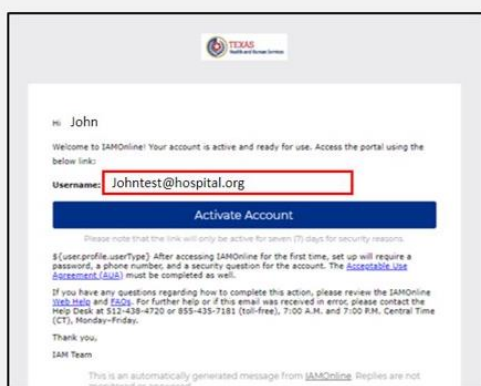 TEXAS
Health and Human Services
Hi John
Welcome to IAMOnline! Your account is active and ready for use. Access the portal using the
below link:
Username: Johntest@hospital.org
Activate Account
Please note that the link will only be active for seven (7) days for security reasons.
${user.profile.userType} After accessing IAMOnline for the first time, set up will require a
password, a phone number, and a security question for the account. The Acceptable Use
Agreement (AUA) must be completed as well.
If you have any questions regarding how to complete this action, please review the IAMOnline
Web Help and FAQs. For further help or if this email was received in error, please contact the
Help Desk at 512-438-4720 or 855-435-7181 (toll-free), 7:00 A.M. and 7:00 P.M. Central Time
(CT), Monday–Friday.
Thank you,
IAM Team
This is an automatically generated message from IAMOnline. Replies are not
monitored or answered.